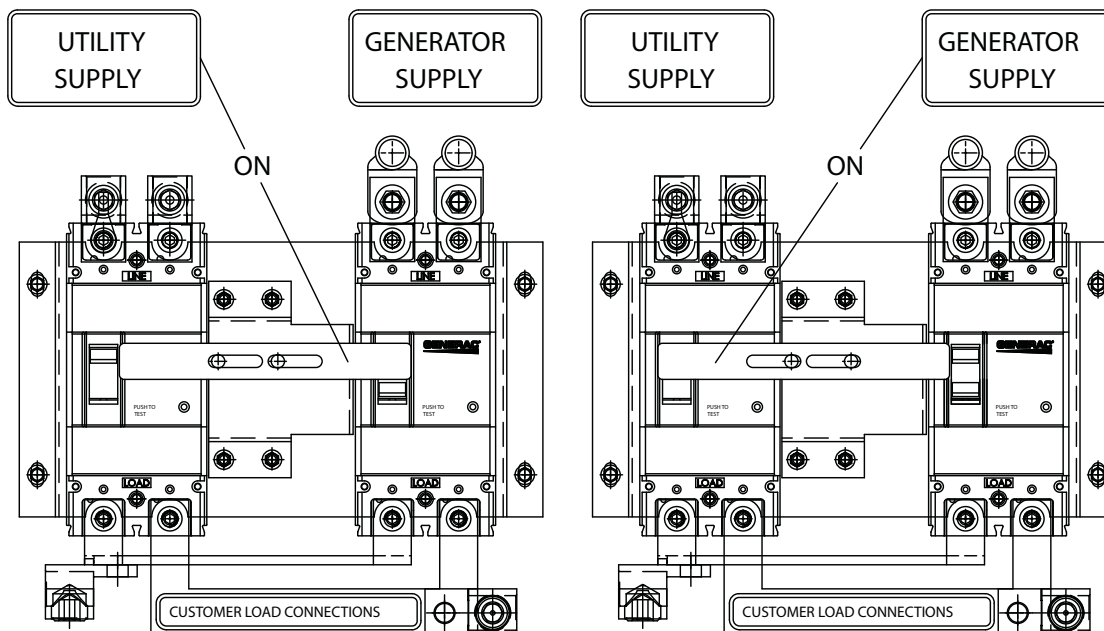 UTILITY
SUPPLY
GENERATOR
SUPPLY
UTILITY
SUPPLY
GENERATOR
SUPPLY
ON
ON
LINE
LINE
LINE
LINE
GENERAC
GENERAC
PUSH TO
TEST
PUSH TO
TEST
PUSH TO
TEST
PUSH TO
TEST
LOAD
LOAD
LOAD
LOAD
CUSTOMER LOAD CONNECTIONS
CUSTOMER LOAD CONNECTIONS